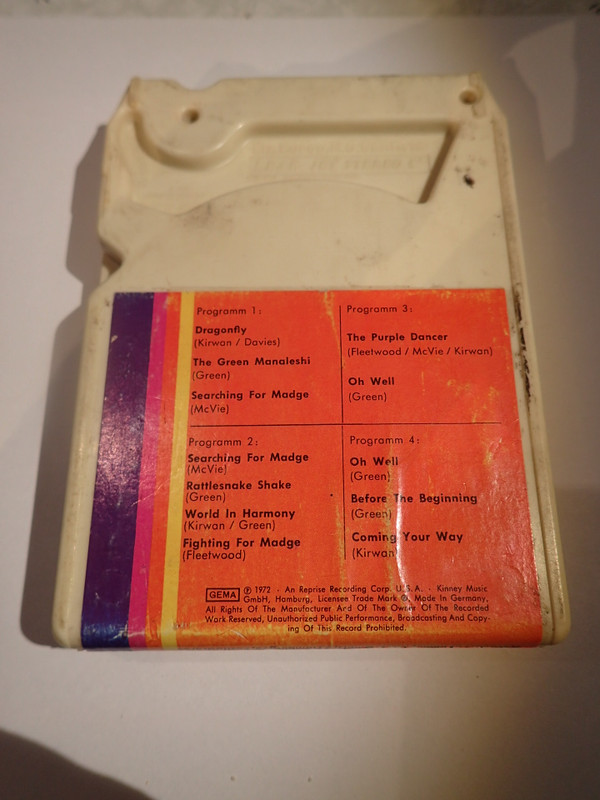 Programm 1:
Dragonfly
(Kirwan / Davies)
The Green Manaleshi
(Green)
Searching For Madge
(McVie)
Programm 2:
Searching For Madge
(McVie)
Rattlesnake Shake
(Green)
World In Harmony
(Kirwan / Green)
Fighting For Madge
(Fleetwood)
Programm 3:
The Purple Dancer
(Fleetwood / McVie / Kirwan)
Oh Well
(Green)
Programm 4:
Oh Well
(Green)
Before The Beginning
(Green)
Coming Your Way
(Kirwan)
GEMA ℗ 1972 · An Reprise Recording Corp. U.S.A. · Kinney Music
GmbH, Hamburg, Licensee Trade Mark ®, Made In Germany,
All Rights Of The Manufacturer And Of The Owner Of The Recorded
Work Reserved, Unauthorized Public Performance, Broadcasting And Copy-
ing Of This Record Prohibited.